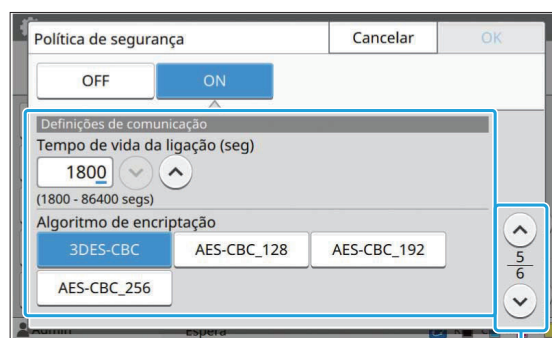 Política de segurança Cancelar OK
OFF ON
Definições de comunicação
Tempo de vida da ligação (seg)
1800
(1800 - 86400 segs)
Algoritmo de encriptação
3DES-CBC AES-CBC_128 AES-CBC_192
AES-CBC_256
5
6
Admin Espera